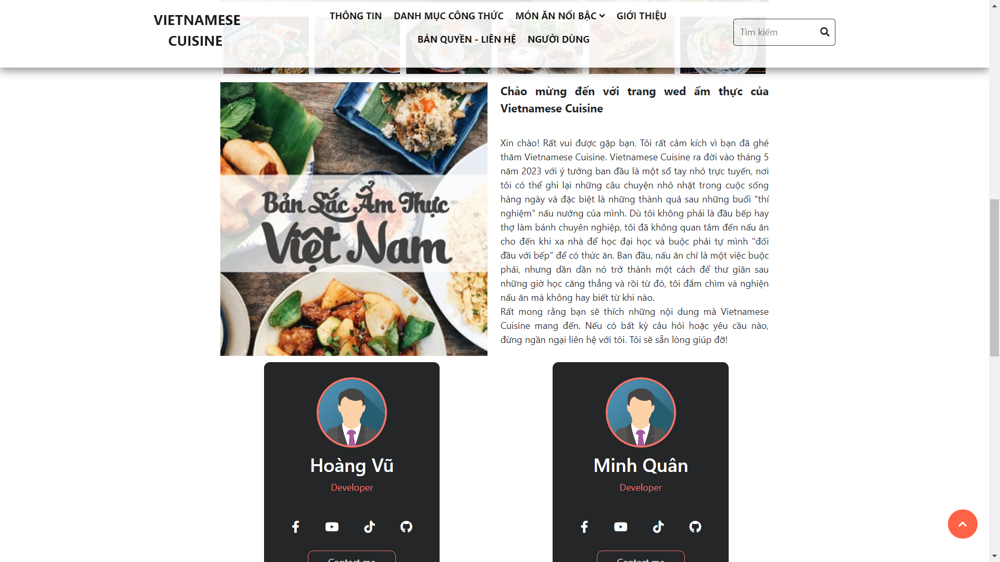 VIETNAMESE
CUISINE
THÔNG TIN DANH MỤC CÔNG THỨC MÓN ĂN NỔI BẬC GIỚI THIỆU
BẢN QUYỀN - LIÊN HỆ NGƯỜI DÙNG
Tìm kiếm
Bản Sắc Ẩm Thực
Việt Nam
Chào mừng đến với trang wed ẩm thực của
Vietnamese Cuisine
Xin chào! Rất vui được gặp bạn. Tôi rất cảm kích vì bạn đã ghé
thăm Vietnamese Cuisine. Vietnamese Cuisine ra đời vào tháng 5
năm 2023 với ý tưởng ban đầu là một sổ tay nhỏ trực tuyến, nơi
tôi có thể ghi lại những câu chuyện nhỏ nhặt trong cuộc sống
hàng ngày và đặc biệt là những thành quả sau những buổi "thí
nghiệm" nấu nướng của mình. Dù tôi không phải là đầu bếp hay
thợ làm bánh chuyên nghiệp, tôi đã không quan tâm đến nấu ăn
cho đến khi xa nhà để học đại học và buộc phải tự mình "đối
đầu với bếp" để có thức ăn. Ban đầu, nấu ăn chỉ là một việc buộc
phải, nhưng dần dần nó trở thành một cách để thư giãn sau
những giờ học căng thẳng và rồi từ đó, tôi đắm chìm và nghiện
nấu ăn mà không hay biết từ khi nào.
Rất mong rằng bạn sẽ thích những nội dung mà Vietnamese
Cuisine mang đến. Nếu có bất kỳ câu hỏi hoặc yêu cầu nào,
đừng ngần ngại liên hệ với tôi. Tôi sẽ sẵn lòng giúp đỡ!
Hoàng Vũ
Developer
Contact me
Minh Quân
Developer
Contact me